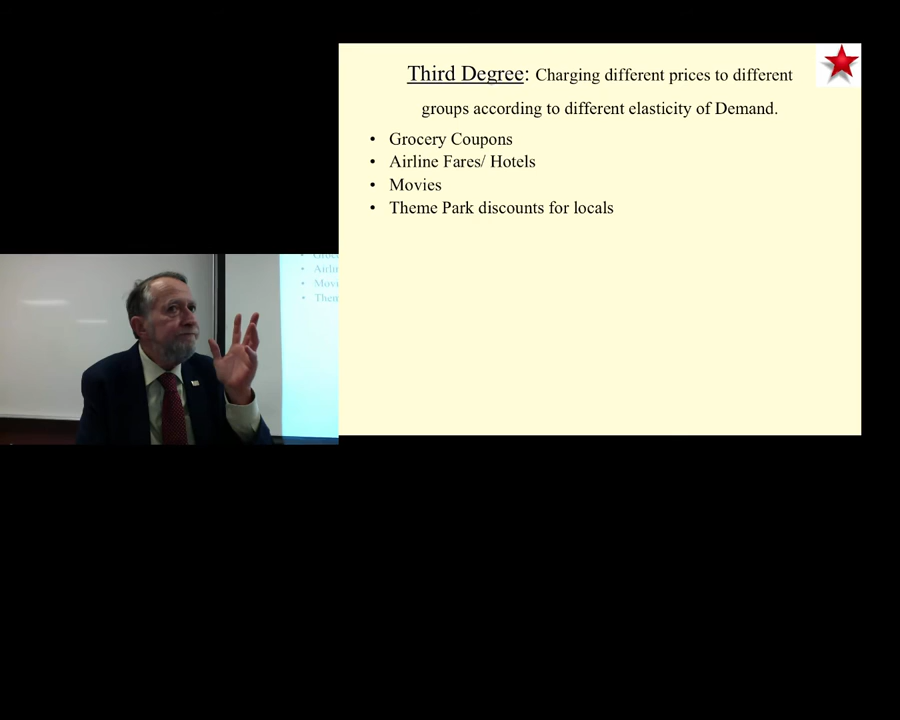 Third Degree: Charging different prices to different
groups according to different elasticity of Demand.
• Grocery Coupons
• Airline Fares/ Hotels
• Movies
• Theme Park discounts for locals